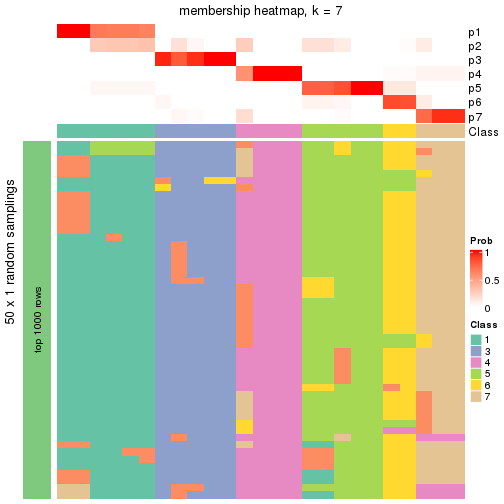 membership heatmap, k = 7
p1
p2
p3
p4
p5
p6
p7
Class
50 x 1 random samplings
top 1000 rows
Prob
1
0.5
0
Class
1
3
4
5
6
7